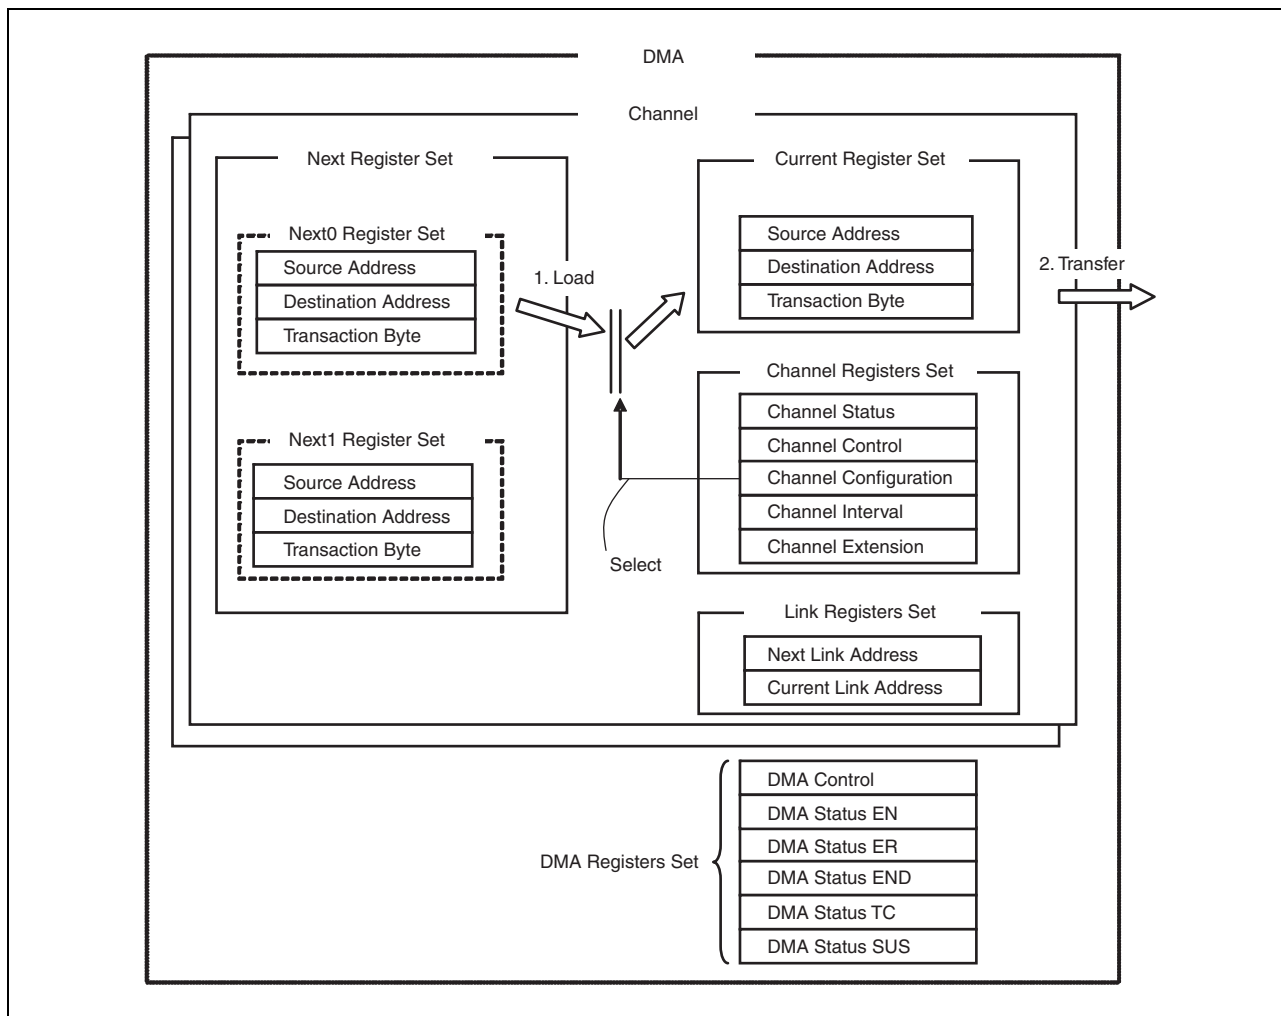 DMA
Channel
Next Register Set
Next0 Register Set
Source Address
Destination Address
Transaction Byte
Next1 Register Set
Source Address
Destination Address
Transaction Byte
1. Load
Select
Current Register Set
Source Address
Destination Address
Transaction Byte
2. Transfer
Channel Registers Set
Channel Status
Channel Control
Channel Configuration
Channel Interval
Channel Extension
Link Registers Set
Next Link Address
Current Link Address
DMA Registers Set
DMA Control
DMA Status EN
DMA Status ER
DMA Status END
DMA Status TC
DMA Status SUS